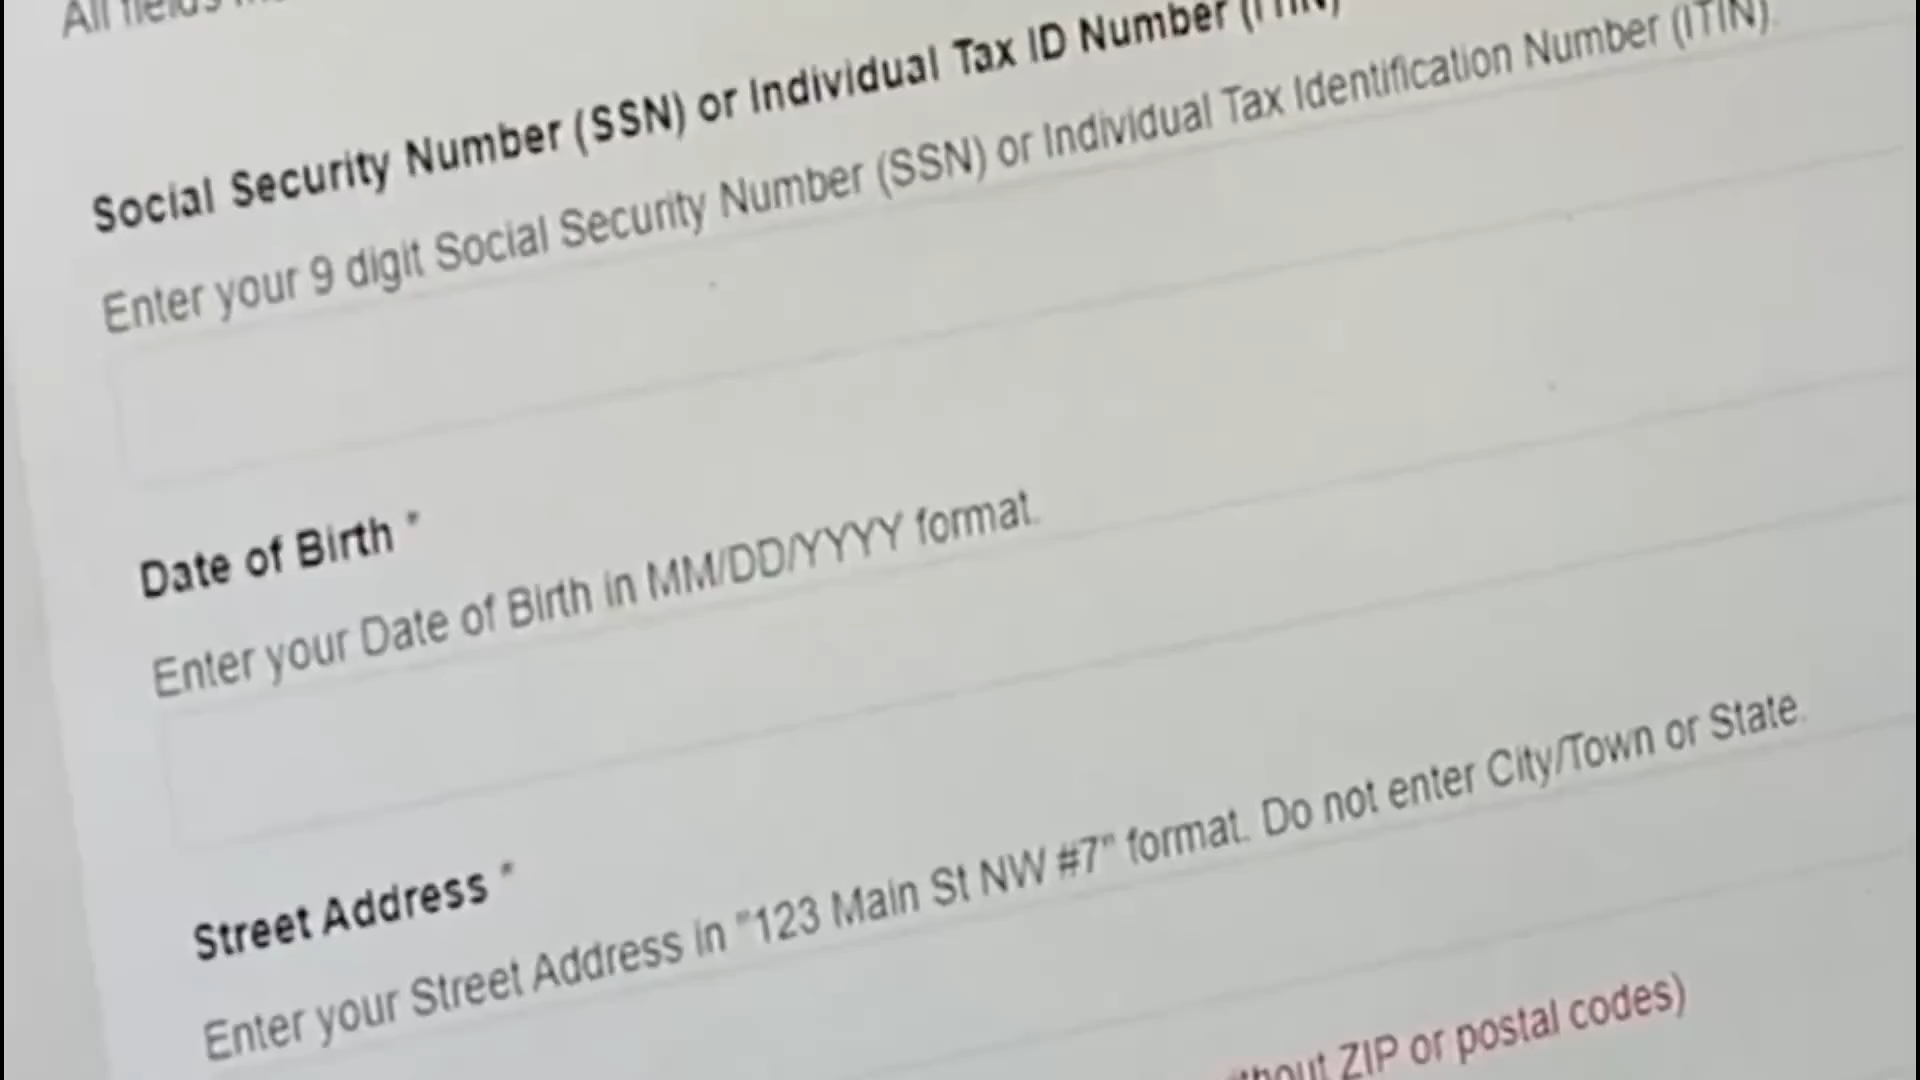 All fields
Social Security Number (SSN) or Individual Tax ID Number (ITIN)
Enter your 9 digit Social Security Number (SSN) or Individual Tax Identification Number (ITIN).
Date of Birth *
Enter your Date of Birth in MM/DD/YYYY format.
Street Address *
Enter your Street Address in "123 Main St NW #7" format. Do not enter City/Town or State.
ZIP or postal codes)